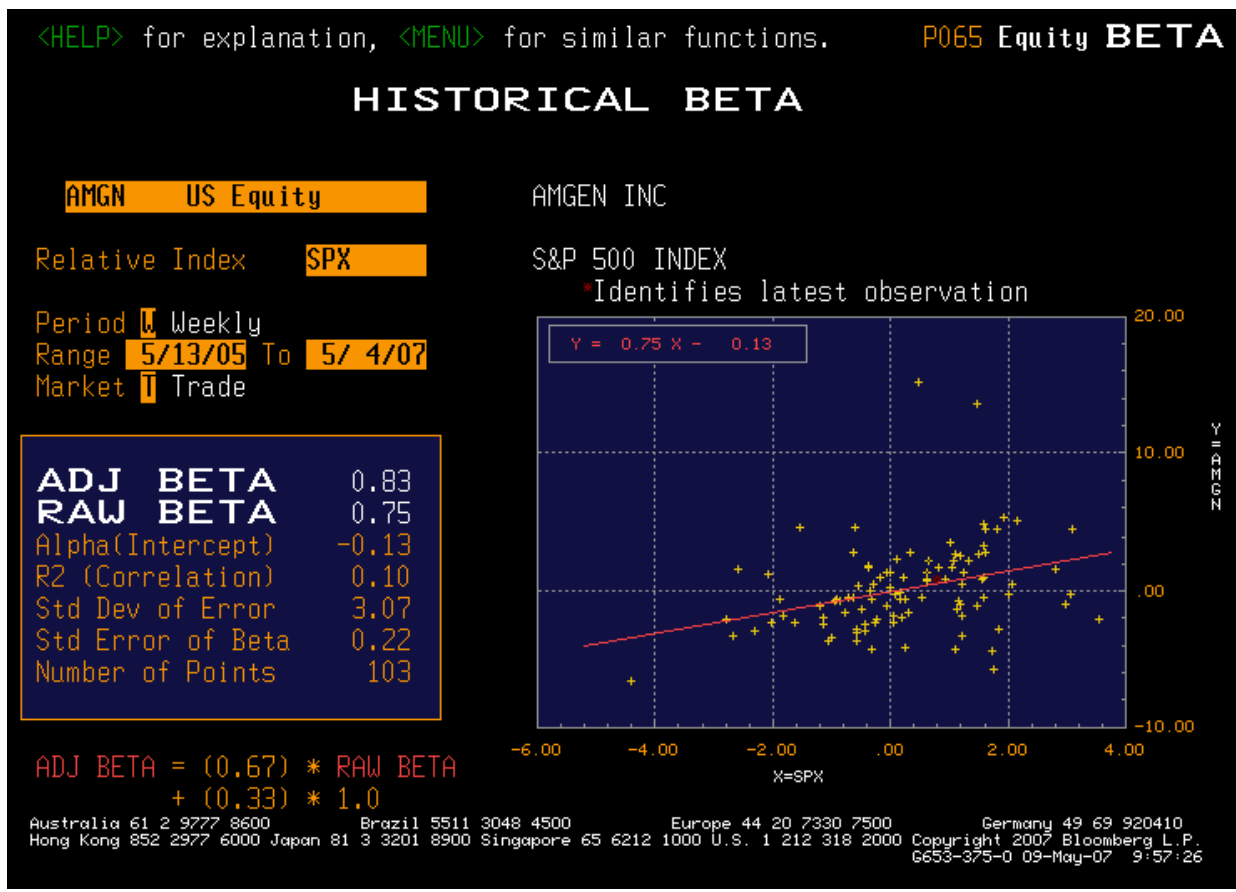 <HELP> for explanation, <MENU> for similar functions. P065 Equity BETA
HISTORICAL BETA
AMGN US Equity AMGEN INC
Relative Index SPX S&P 500 INDEX
*Identifies latest observation
Period W Weekly
Range 5/13/05 To 5/ 4/07
Market T Trade
Y = 0.75 X - 0.13
20.00
10.00
.00
-10.00
Y=AMGN
ADJ BETA 0.83
RAW BETA 0.75
Alpha(Intercept) -0.13
R2 (Correlation) 0.10
Std Dev of Error 3.07
Std Error of Beta 0.22
Number of Points 103
-6.00 -4.00 -2.00 .00 2.00 4.00
X=SPX
ADJ BETA = (0.67) * RAW BETA
+ (0.33) * 1.0
Australia 61 2 9777 8600 Brazil 5511 3048 4500 Europe 44 20 7330 7500 Germany 49 69 920410
Hong Kong 852 2977 6000 Japan 81 3 3201 8900 Singapore 65 6212 1000 U.S. 1 212 318 2000 Copyright 2007 Bloomberg L.P.
G653-375-0 09-May-07 9:57:26